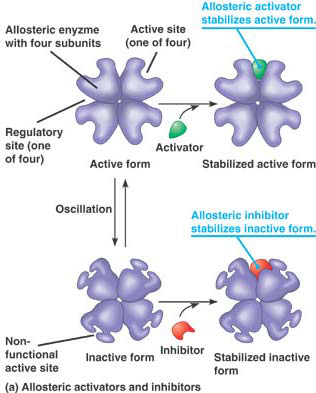 Allosteric activator
stabilizes active form.
Allosteric enyzme
with four subunits
Active site
(one of four)
Regulatory
site (one
of four)
Active form
Activator
Stabilized active form
Oscillation
Allosteric inhibitor
stabilizes inactive form.
Non-
functional
active site
Inactive form
Inhibitor
Stabilized inactive
form
(a) Allosteric activators and inhibitors